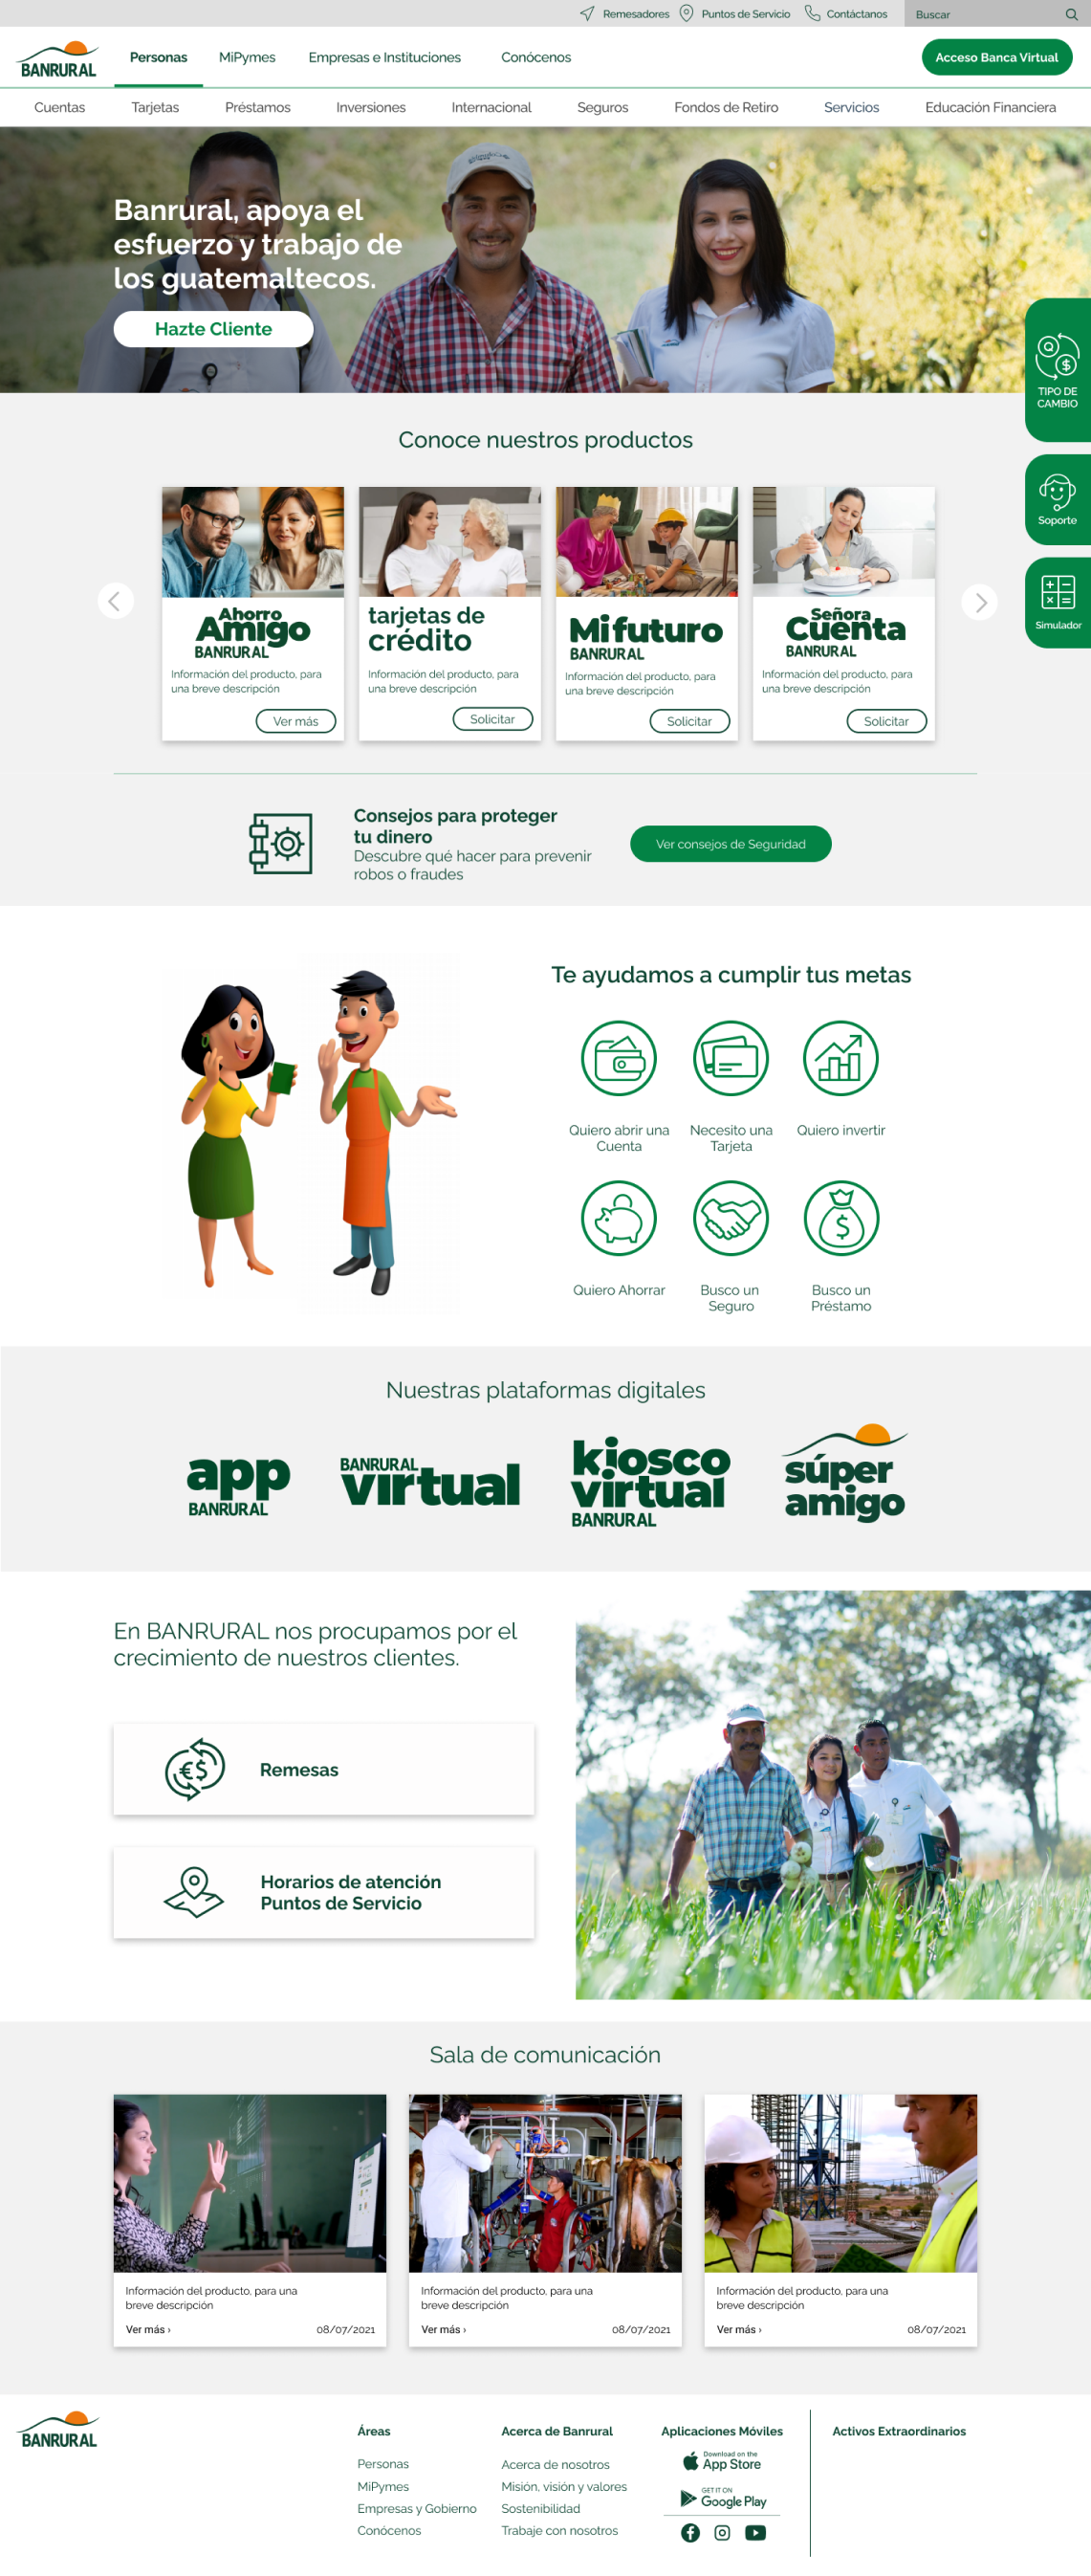 Remesadores
Puntos de Servicio
Contáctanos
Buscar
BANRURAL
Personas
MiPymes
Empresas e Instituciones
Conócenos
Acceso Banca Virtual
Cuentas
Tarjetas
Préstamos
Inversiones
Internacional
Seguros
Fondos de Retiro
Servicios
Educación Financiera
Banrural, apoya el
esfuerzo y trabajo de
los guatemaltecos.
Hazte Cliente
TIPO DE
CAMBIO
Soporte
Simulador
Conoce nuestros productos
Ahorro
Amigo
BANRURAL
Información del producto, para
una breve descripción
Ver más
tarjetas de
crédito
Información del producto, para
una breve descripción
Solicitar
Mi futuro
BANRURAL
Información del producto, para
una breve descripción
Solicitar
Señora
Cuenta
BANRURAL
Información del producto, para
una breve descripción
Solicitar
Consejos para proteger
tu dinero
Descubre qué hacer para prevenir
robos o fraudes
Ver consejos de Seguridad
Te ayudamos a cumplir tus metas
Quiero abrir una
Cuenta
Necesito una
Tarjeta
Quiero invertir
Quiero Ahorrar
Busco un
Seguro
Busco un
Préstamo
Nuestras plataformas digitales
app
BANRURAL
BANRURAL
virtual
kiosco
virtual
BANRURAL
súper
amigo
En BANRURAL nos procupamos por el
crecimiento de nuestros clientes.
Remesas
Horarios de atención
Puntos de Servicio
Sala de comunicación
Información del producto, para una
breve descripción
Ver más ›
08/07/2021
Información del producto, para una
breve descripción
Ver más ›
08/07/2021
Información del producto, para una
breve descripción
Ver más ›
08/07/2021
BANRURAL
Áreas
Personas
MiPymes
Empresas y Gobierno
Conócenos
Acerca de Banrural
Acerca de nosotros
Misión, visión y valores
Sostenibilidad
Trabaje con nosotros
Aplicaciones Móviles
Download on the
App Store
GET IT ON
Google Play
Activos Extraordinarios